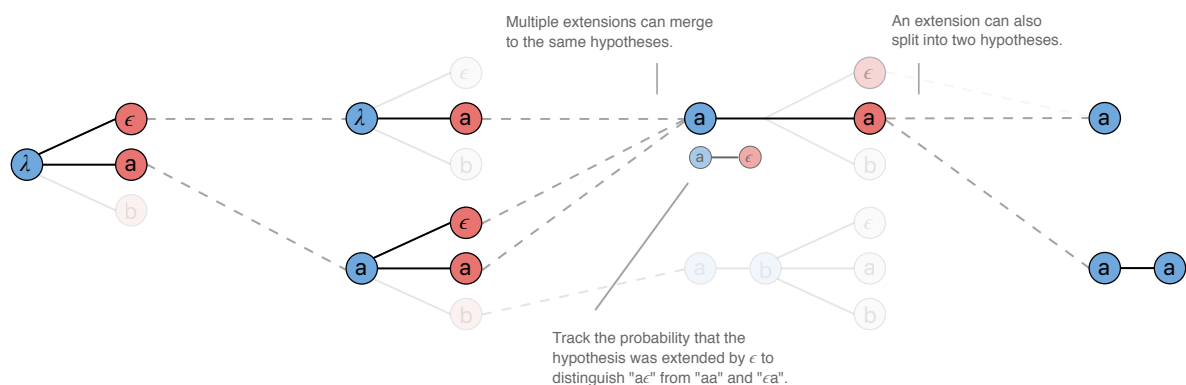 Multiple extensions can merge
to the same hypotheses.
An extension can also
split into two hypotheses.
ϵ
ϵ
ϵ
λ
a
λ
a
a
a
a
λ
a
b
b
a
ϵ
b
ϵ
ϵ
a
a
a
b
a
a
a
b
b
Track the probability that the
hypothesis was extended by ϵ to
distinguish "aϵ" from "aa" and "ϵa".